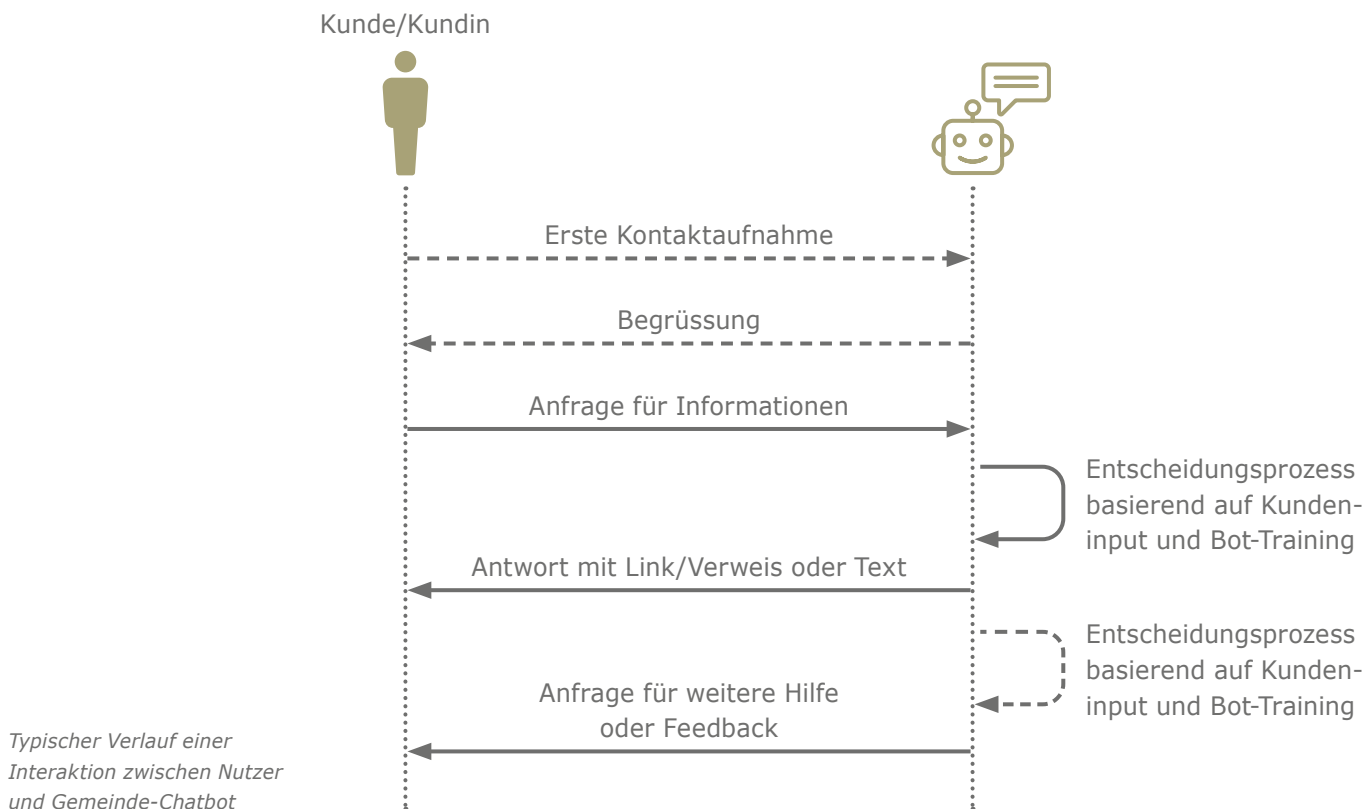 Kunde/Kundin
Erste Kontaktaufnahme
Begrüssung
Anfrage für Informationen
Entscheidungsprozess
basierend auf Kunden-
input und Bot-Training
Antwort mit Link/Verweis oder Text
Entscheidungsprozess
basierend auf Kunden-
input und Bot-Training
Anfrage für weitere Hilfe
oder Feedback
Typischer Verlauf einer
Interaktion zwischen Nutzer
und Gemeinde-Chatbot